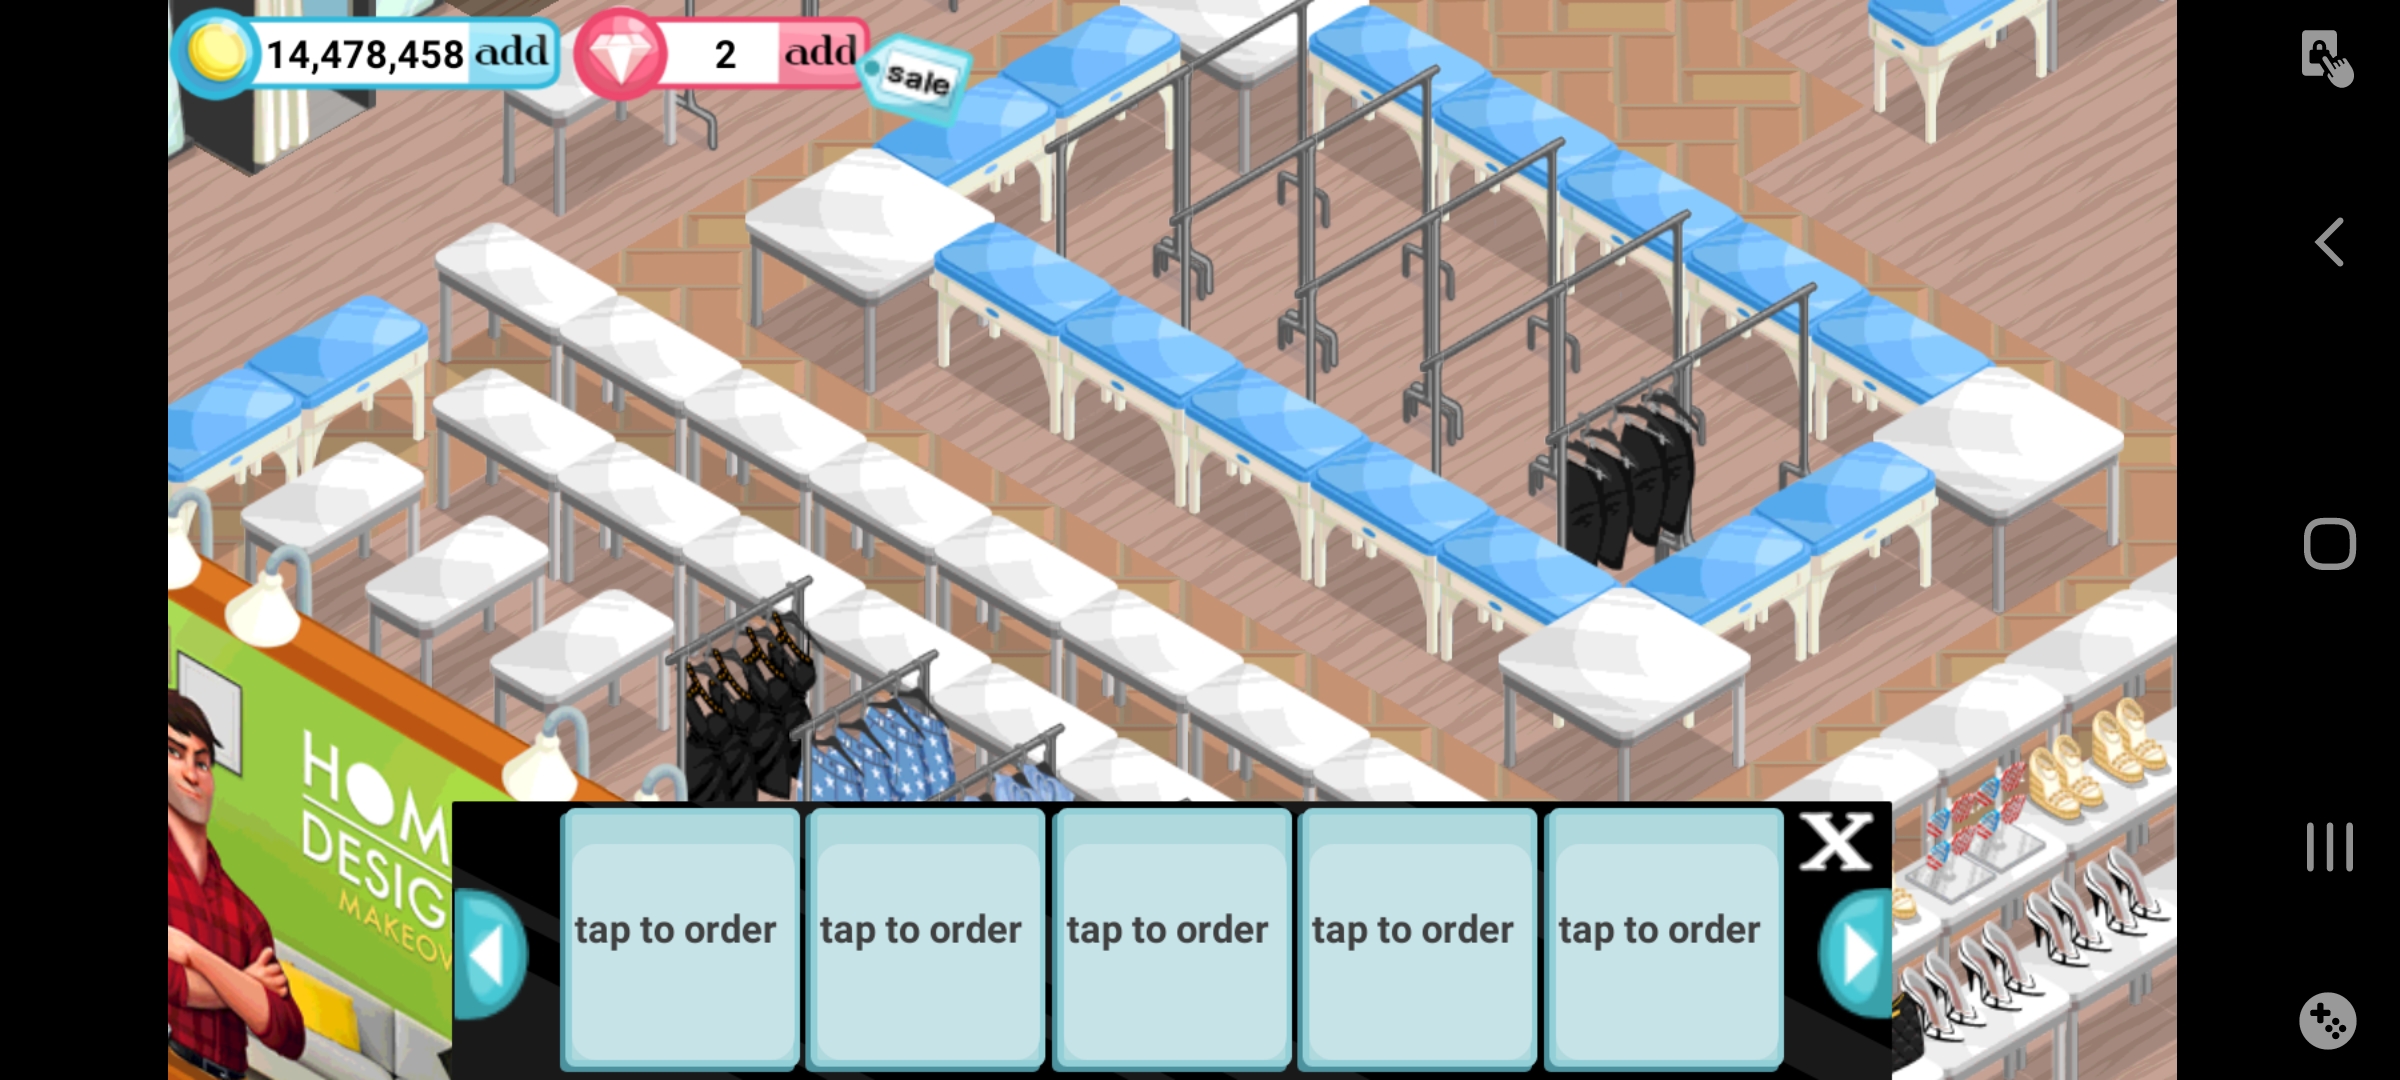 14,478,458 add
2 add
sale
HOM
DESIG
MAKEOV
tap to order
tap to order
tap to order
tap to order
tap to order
X